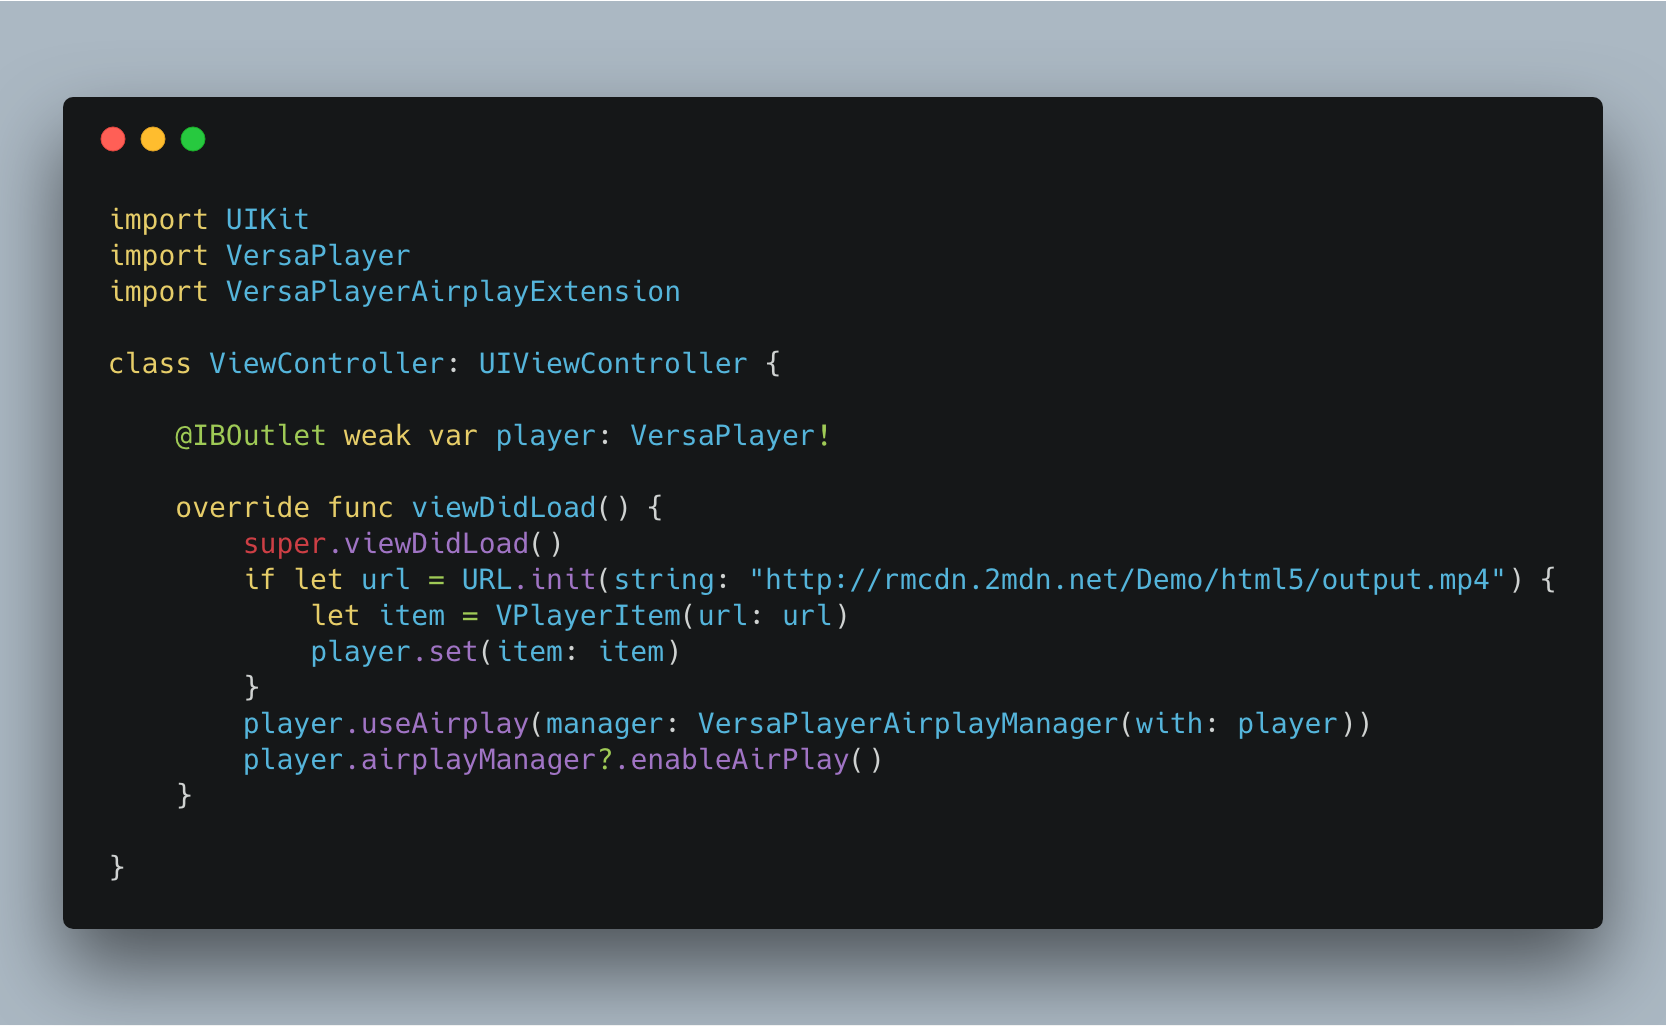 import UIKit
import VersaPlayer
import VersaPlayerAirplayExtension

class ViewController: UIViewController {

    @IBOutlet weak var player: VersaPlayer!

    override func viewDidLoad() {
        super.viewDidLoad()
        if let url = URL.init(string: "http://rmcdn.2mdn.net/Demo/html5/output.mp4") {
            let item = VPlayerItem(url: url)
            player.set(item: item)
        }
        player.useAirplay(manager: VersaPlayerAirplayManager(with: player))
        player.airplayManager?.enableAirPlay()
    }

}